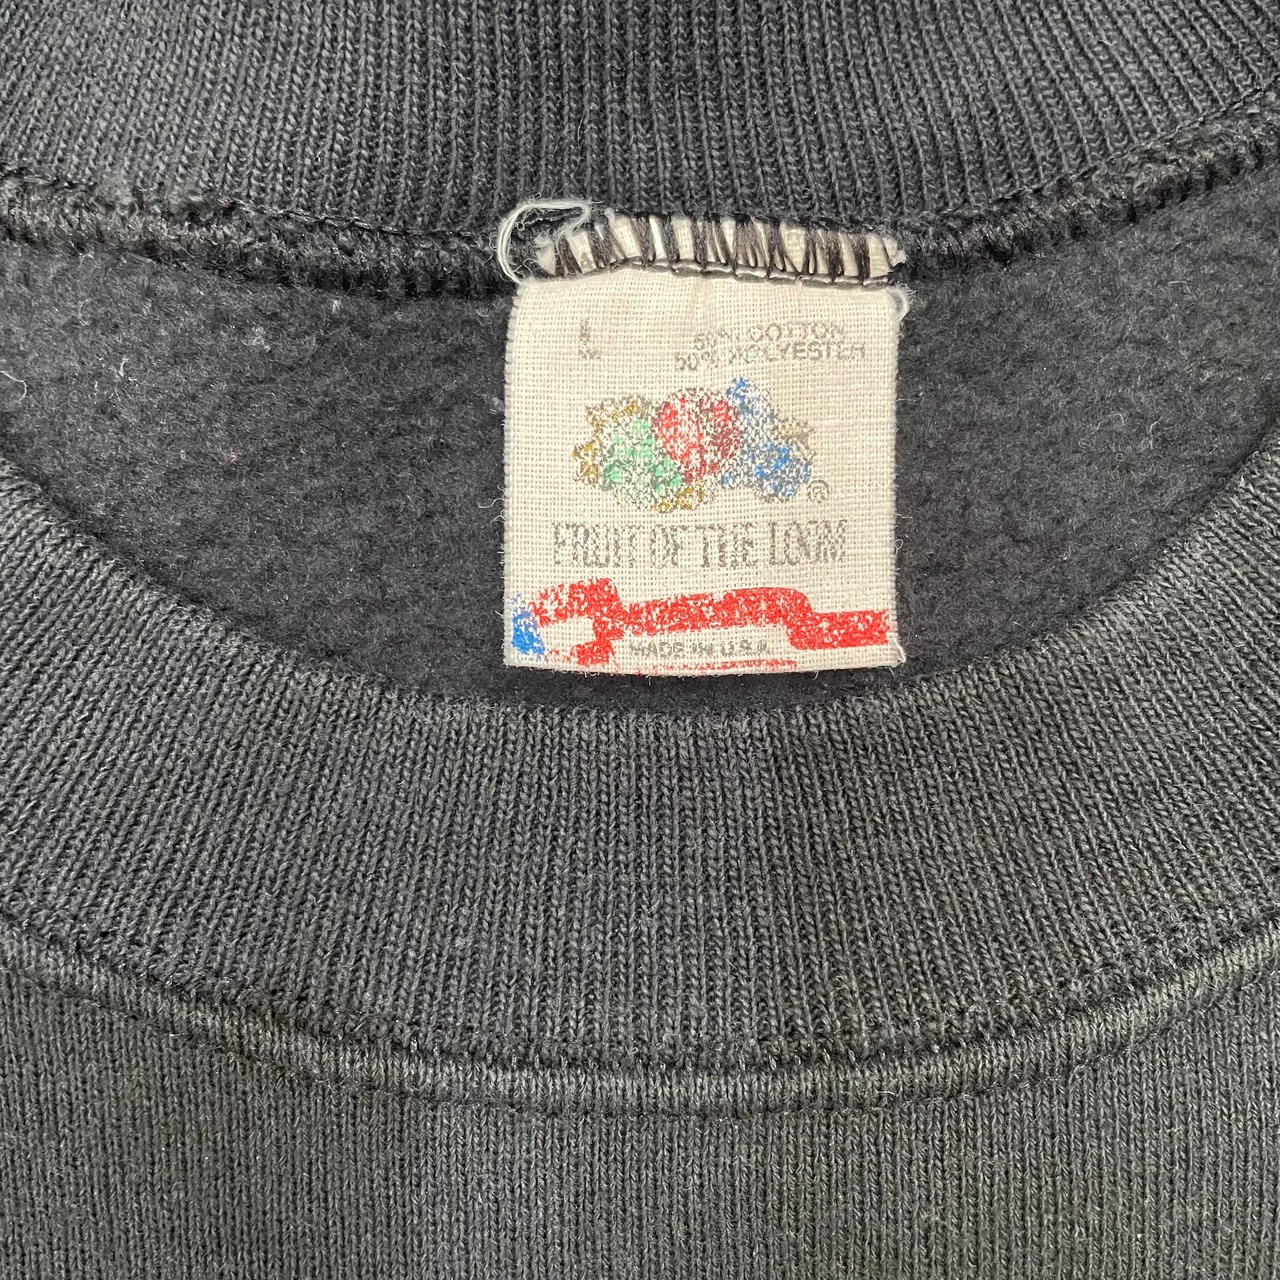 L
50% COTTON
50% POLYESTER
®
FRUIT OF THE LOOM
MADE IN U.S.A.